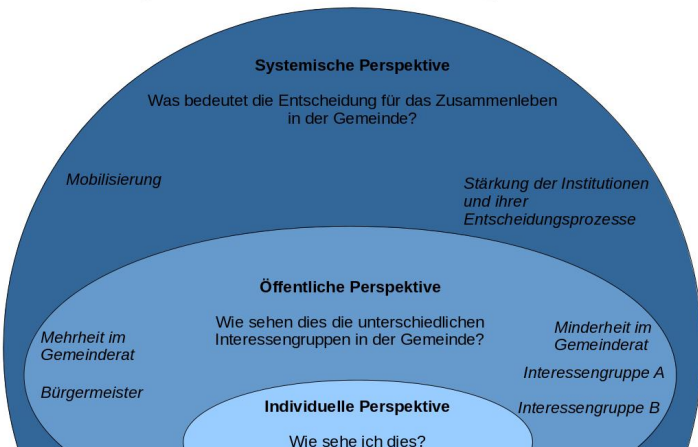 Systemische Perspektive
Was bedeutet die Entscheidung für das Zusammenleben
in der Gemeinde?
Mobilisierung
Stärkung der Institutionen
und ihrer
Entscheidungsprozesse
Öffentliche Perspektive
Wie sehen dies die unterschiedlichen
Interessengruppen in der Gemeinde?
Mehrheit im
Gemeinderat
Bürgermeister
Minderheit im
Gemeinderat
Interessengruppe A
Interessengruppe B
Individuelle Perspektive
Wie sehe ich dies?